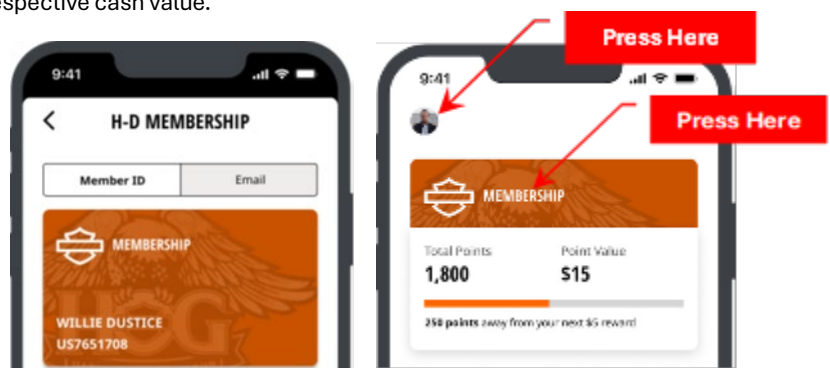 espective cash value.
9:41
H-D MEMBERSHIP
Member ID Email
MEMBERSHIP
HOG
WILLIE DUSTICE
US7651708
Press Here
Press Here
9:41
MEMBERSHIP
Total Points Point Value
1,800 $15
250 points away from your next $5 reward